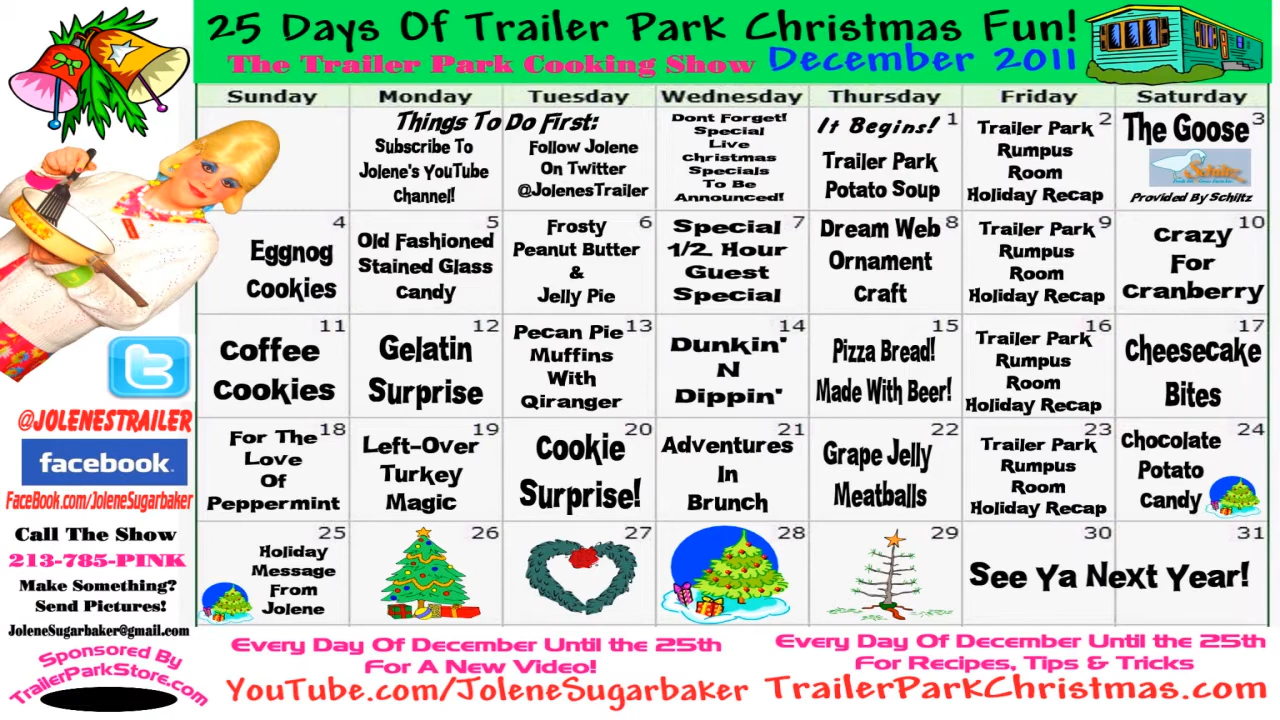 25 Days Of Trailer Park Christmas Fun!
The Trailer Park Cooking Show December 2011
Sunday Monday Tuesday Wednesday Thursday Friday Saturday
Things To Do First:
Subscribe To
Jolene's YouTube
Channel!
Follow Jolene
On Twitter
@JolenesTrailer
Dont Forget!
Special
Live
Christmas
Specials
To Be
Announced!
It Begins! 1
Trailer Park
Potato Soup
Trailer Park 2
Rumpus
Room
Holiday Recap
The Goose 3
Schiltz
Provided By Schiltz
4
Eggnog
Cookies
5
Old Fashioned
Stained Glass
Candy
Frosty 6
Peanut Butter
&
Jelly Pie
Special 7
1/2 Hour
Guest
Special
Dream Web 8
Ornament
Craft
Trailer Park 9
Rumpus
Room
Holiday Recap
10
Crazy
For
Cranberry
11
Coffee
Cookies
12
Gelatin
Surprise
Pecan Pie 13
Muffins
With
Qiranger
14
Dunkin'
N
Dippin'
15
Pizza Bread!
Made With Beer!
16
Trailer Park
Rumpus
Room
Holiday Recap
17
Cheesecake
Bites
For The 18
Love
Of
Peppermint
19
Left-Over
Turkey
Magic
20
Cookie
Surprise!
21
Adventures
In
Brunch
22
Grape Jelly
Meatballs
23
Trailer Park
Rumpus
Room
Holiday Recap
24
Chocolate
Potato
Candy
25
Holiday
Message
From
Jolene
26
27
28
29
30
31
See Ya Next Year!
t
@JOLENESTRAILER
facebook
FaceBook.com/JoleneSugarbaker
Call The Show
213-785-PINK
Make Something?
Send Pictures!
JoleneSugarbaker@gmail.com
Sponsored By
TrailerParkStore.com
Every Day Of December Until the 25th
For A New Video!
YouTube.com/JoleneSugarbaker
Every Day Of December Until the 25th
For Recipes, Tips & Tricks
TrailerParkChristmas.com